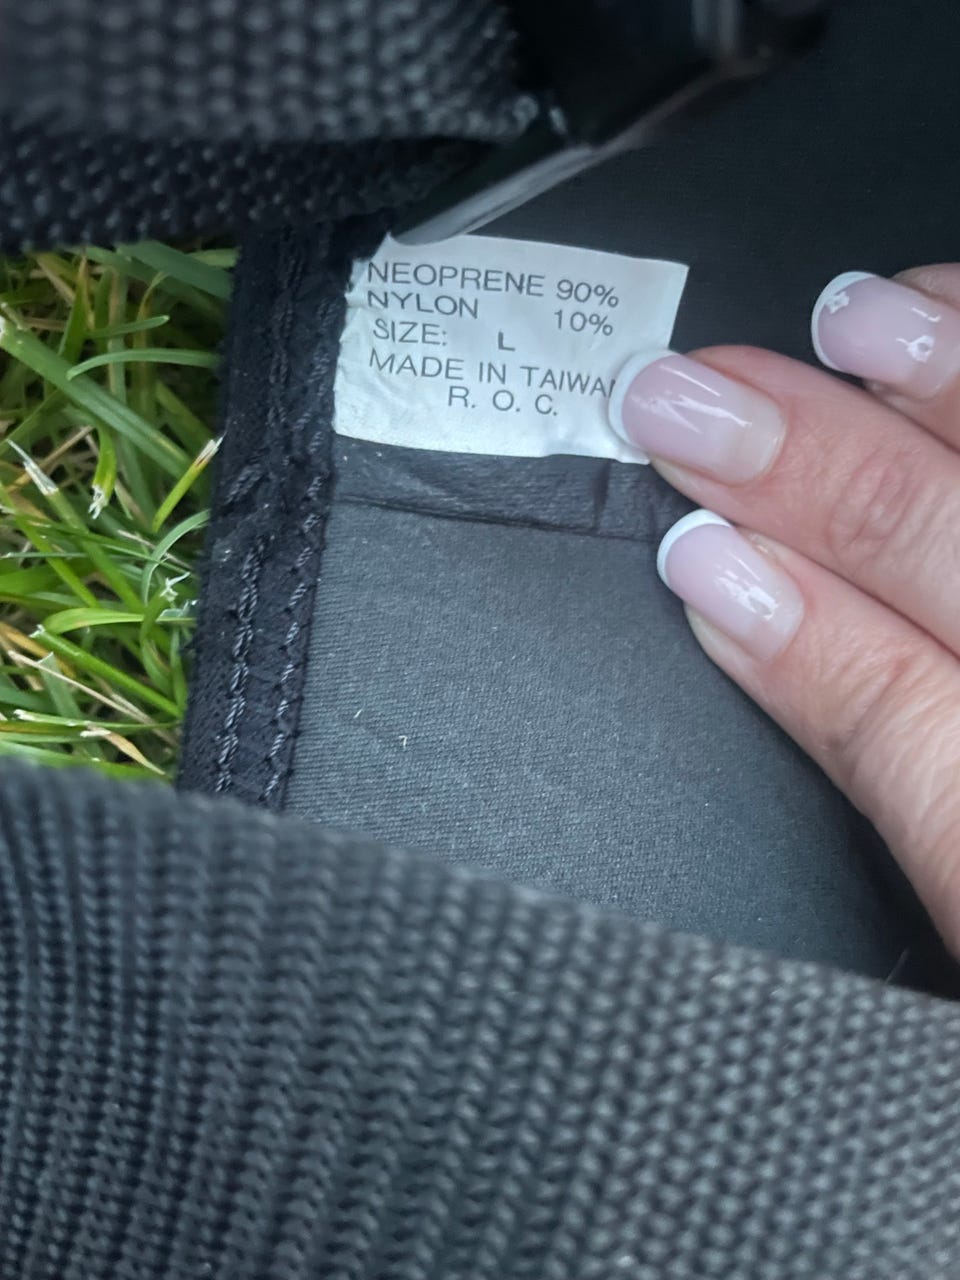 NEOPRENE 90%
NYLON 10%
SIZE: L
MADE IN TAIWAN
R. O. C.